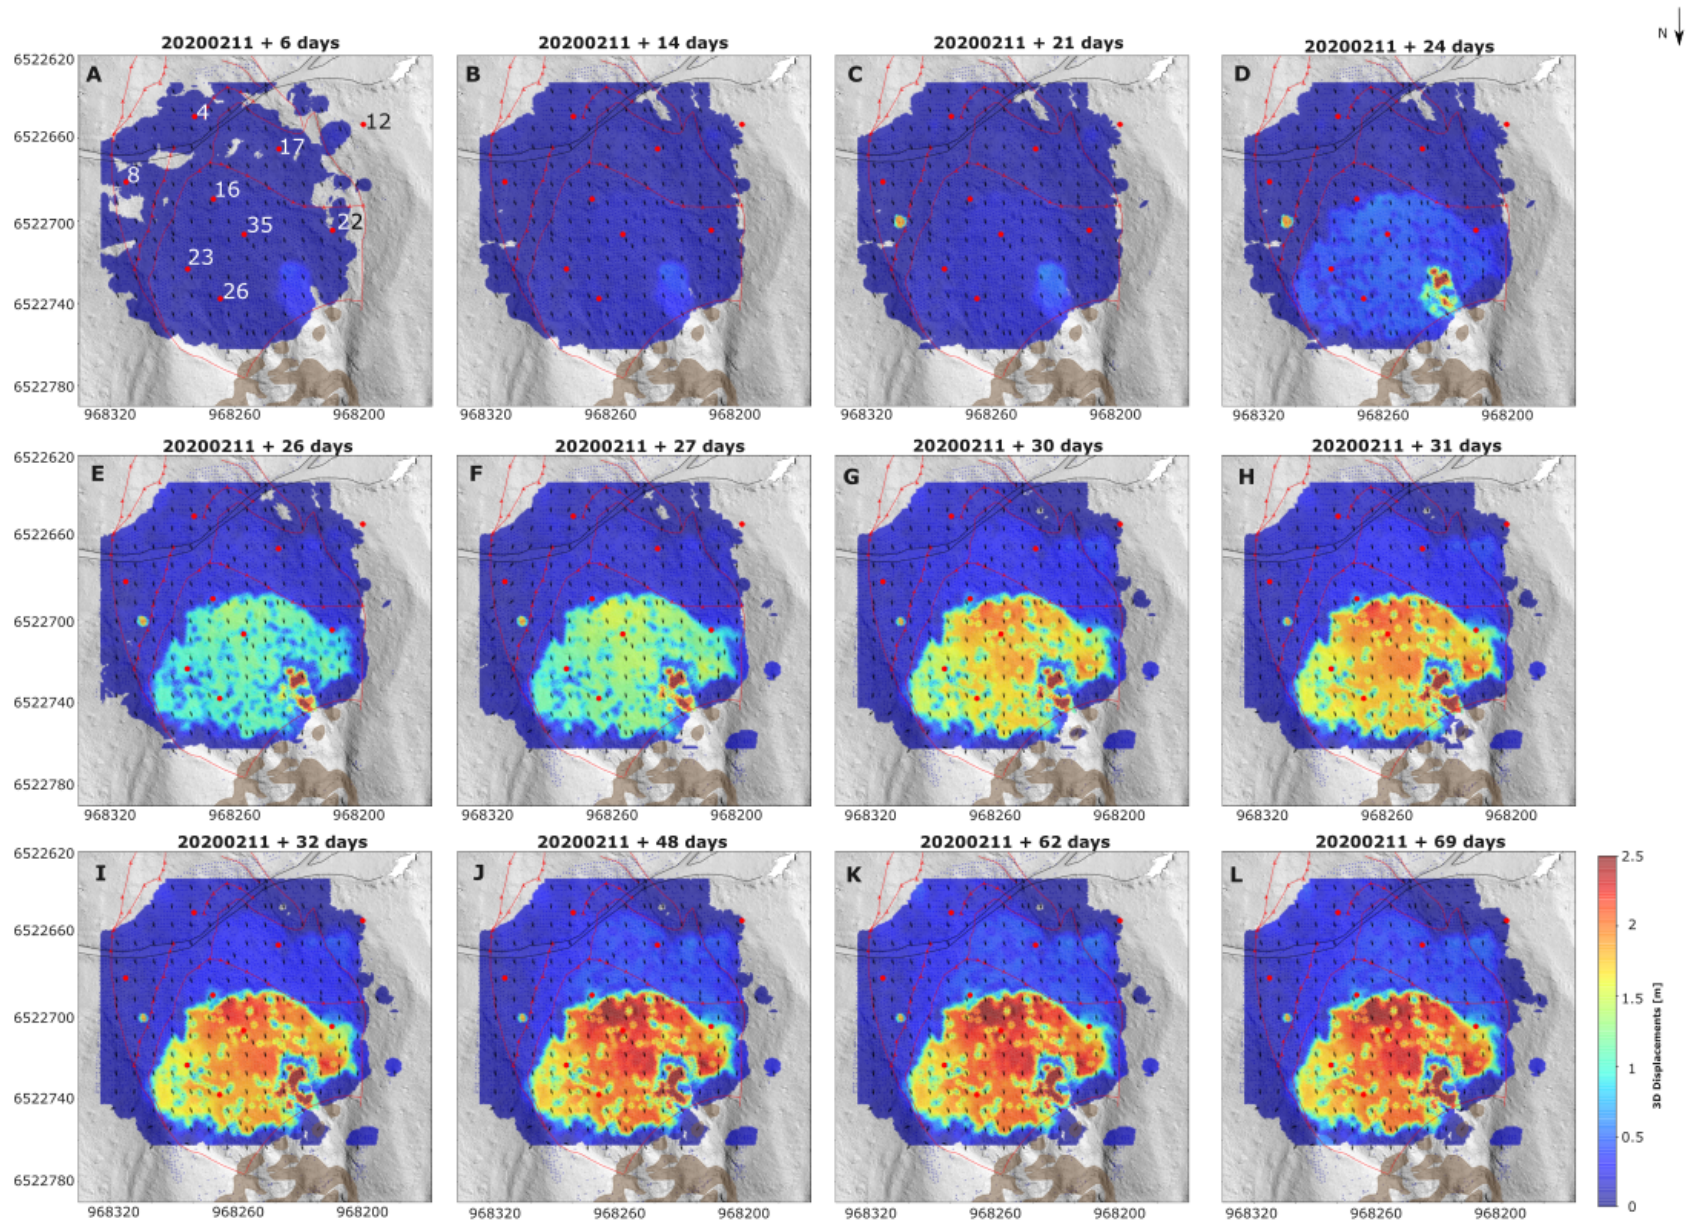 N
20200211 + 6 days
20200211 + 14 days
20200211 + 21 days
20200211 + 24 days
6522620
6522660
6522700
6522740
6522780
A
4
12
17
8
16
35
22
23
26
B
C
D
968320 968260 968200
968320 968260 968200
968320 968260 968200
968320 968260 968200
20200211 + 26 days
20200211 + 27 days
20200211 + 30 days
20200211 + 31 days
6522620
6522660
6522700
6522740
6522780
E
F
G
H
968320 968260 968200
968320 968260 968200
968320 968260 968200
968320 968260 968200
20200211 + 32 days
20200211 + 48 days
20200211 + 62 days
20200211 + 69 days
6522620
6522660
6522700
6522740
6522780
I
J
K
L
968320 968260 968200
968320 968260 968200
968320 968260 968200
968320 968260 968200
2.5
2
1.5
1
0.5
0
3D Displacements [m]